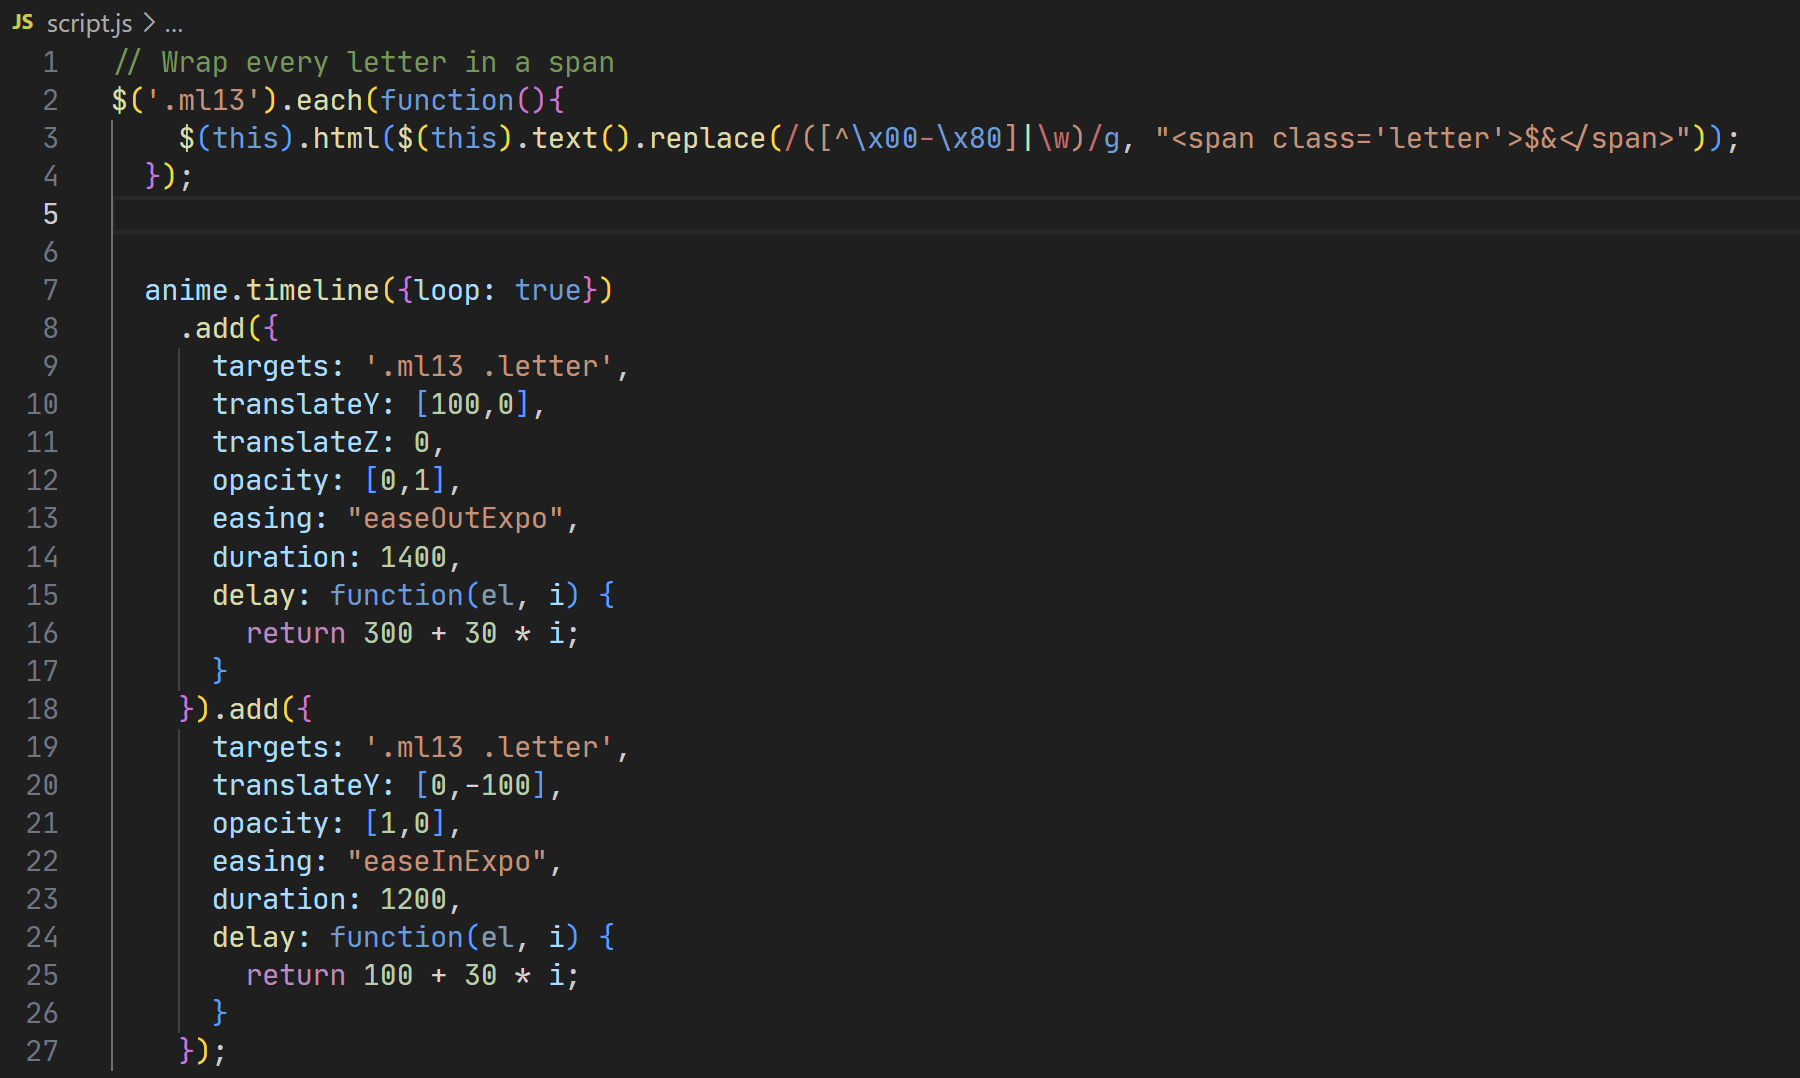 JS script.js > ...
1 // Wrap every letter in a span
2 $('.ml13').each(function(){
3     $(this).html($(this).text().replace(/([^\x00-\x80]|\w)/g, "<span class='letter'>$&</span>"));
4   });
5
6
7   anime.timeline({loop: true})
8     .add({
9       targets: '.ml13 .letter',
10       translateY: [100,0],
11       translateZ: 0,
12       opacity: [0,1],
13       easing: "easeOutExpo",
14       duration: 1400,
15       delay: function(el, i) {
16         return 300 + 30 * i;
17       }
18     }).add({
19       targets: '.ml13 .letter',
20       translateY: [0,-100],
21       opacity: [1,0],
22       easing: "easeInExpo",
23       duration: 1200,
24       delay: function(el, i) {
25         return 100 + 30 * i;
26       }
27     });